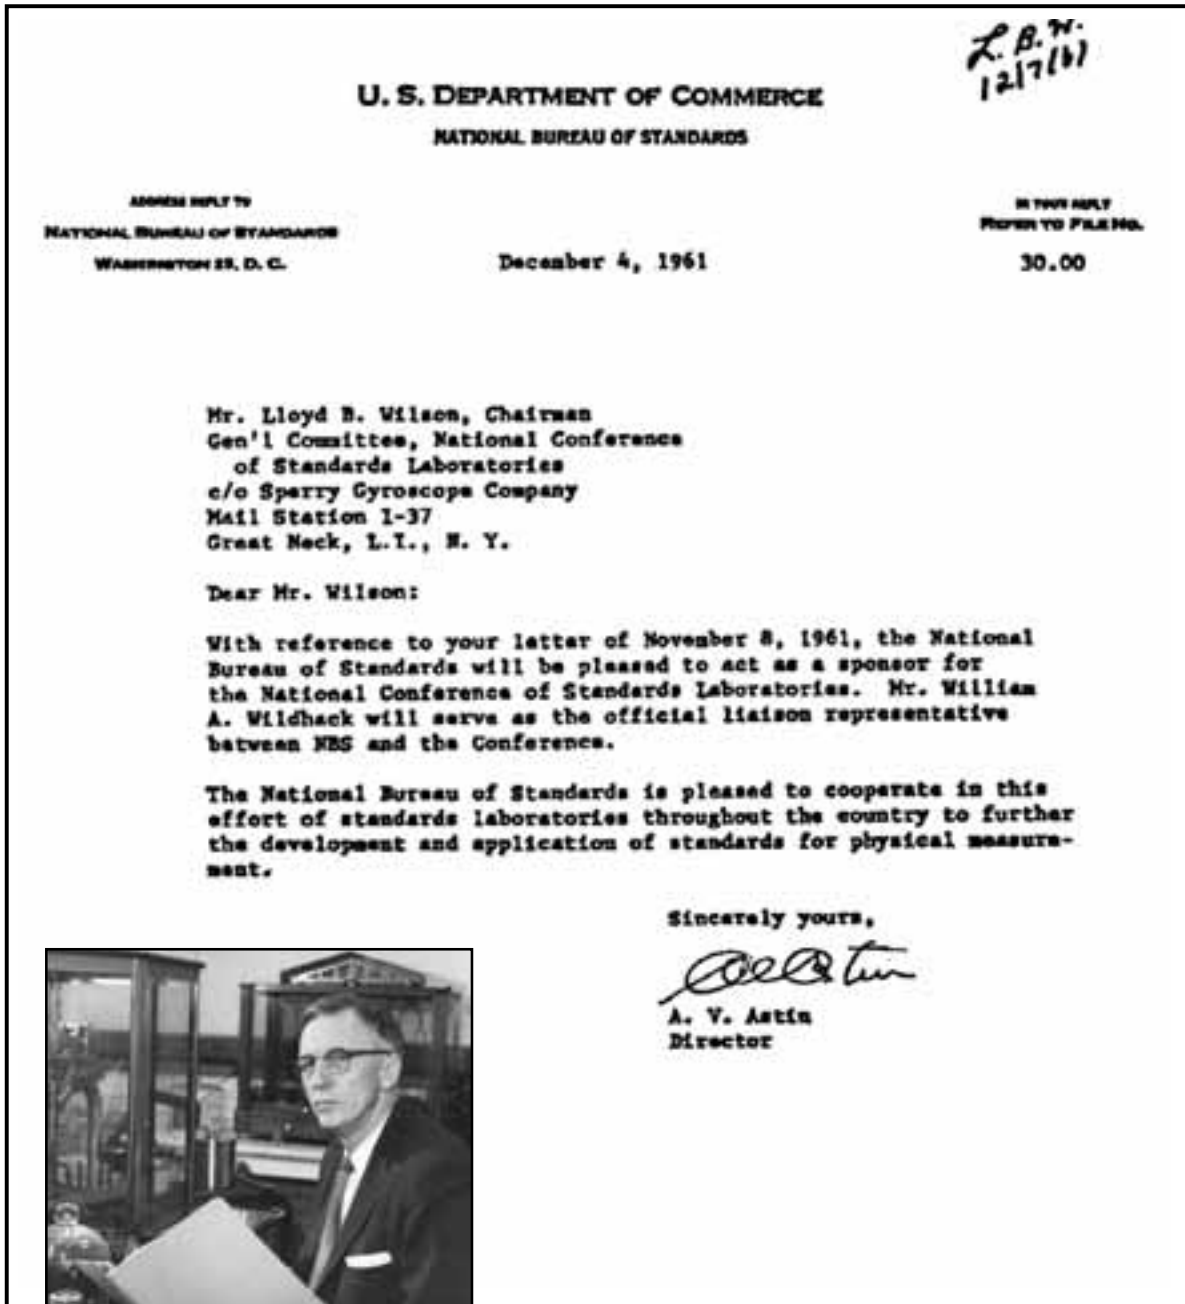 L. B. W.
12/7/61
U. S. DEPARTMENT OF COMMERCE
NATIONAL BUREAU OF STANDARDS
ADDRESS REPLY TO
NATIONAL BUREAU OF STANDARDS
WASHINGTON 25, D. C.
December 4, 1961
IN YOUR REPLY
REFER TO FILE NO.
30.00
Mr. Lloyd B. Wilson, Chairman
Gen'l Committee, National Conference
of Standards Laboratories
c/o Sperry Gyroscope Company
Mail Station 1-37
Great Neck, L.I., N. Y.
Dear Mr. Wilson:
With reference to your letter of November 8, 1961, the National
Bureau of Standards will be pleased to act as a sponsor for
the National Conference of Standards Laboratories. Mr. William
A. Wildhack will serve as the official liaison representative
between NBS and the Conference.
The National Bureau of Standards is pleased to cooperate in this
effort of standards laboratories throughout the country to further
the development and application of standards for physical measure-
ment.
Sincerely yours,
A. V. Astin
A. V. Astin
Director